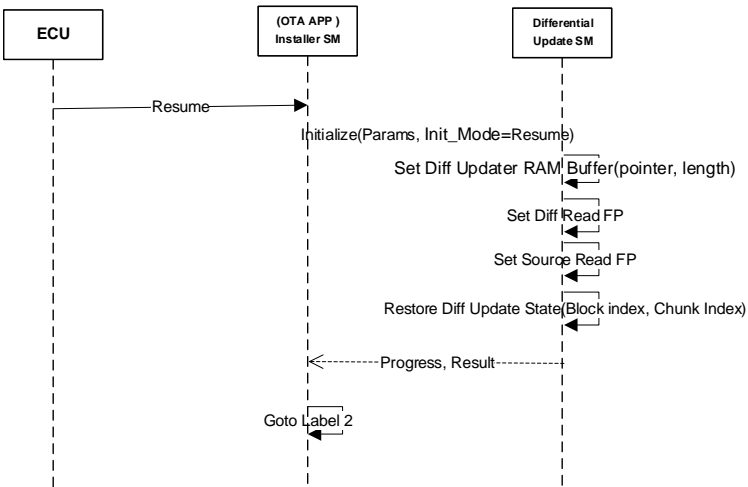 ECU
(OTA APP )
Installer SM
Differential
Update SM
Resume
Initialize(Params, Init_Mode=Resume)
Set Diff Updater RAM Buffer(pointer, length)
Set Diff Read FP
Set Source Read FP
Restore Diff Update State(Block index, Chunk Index)
Progress, Result
Goto Label 2